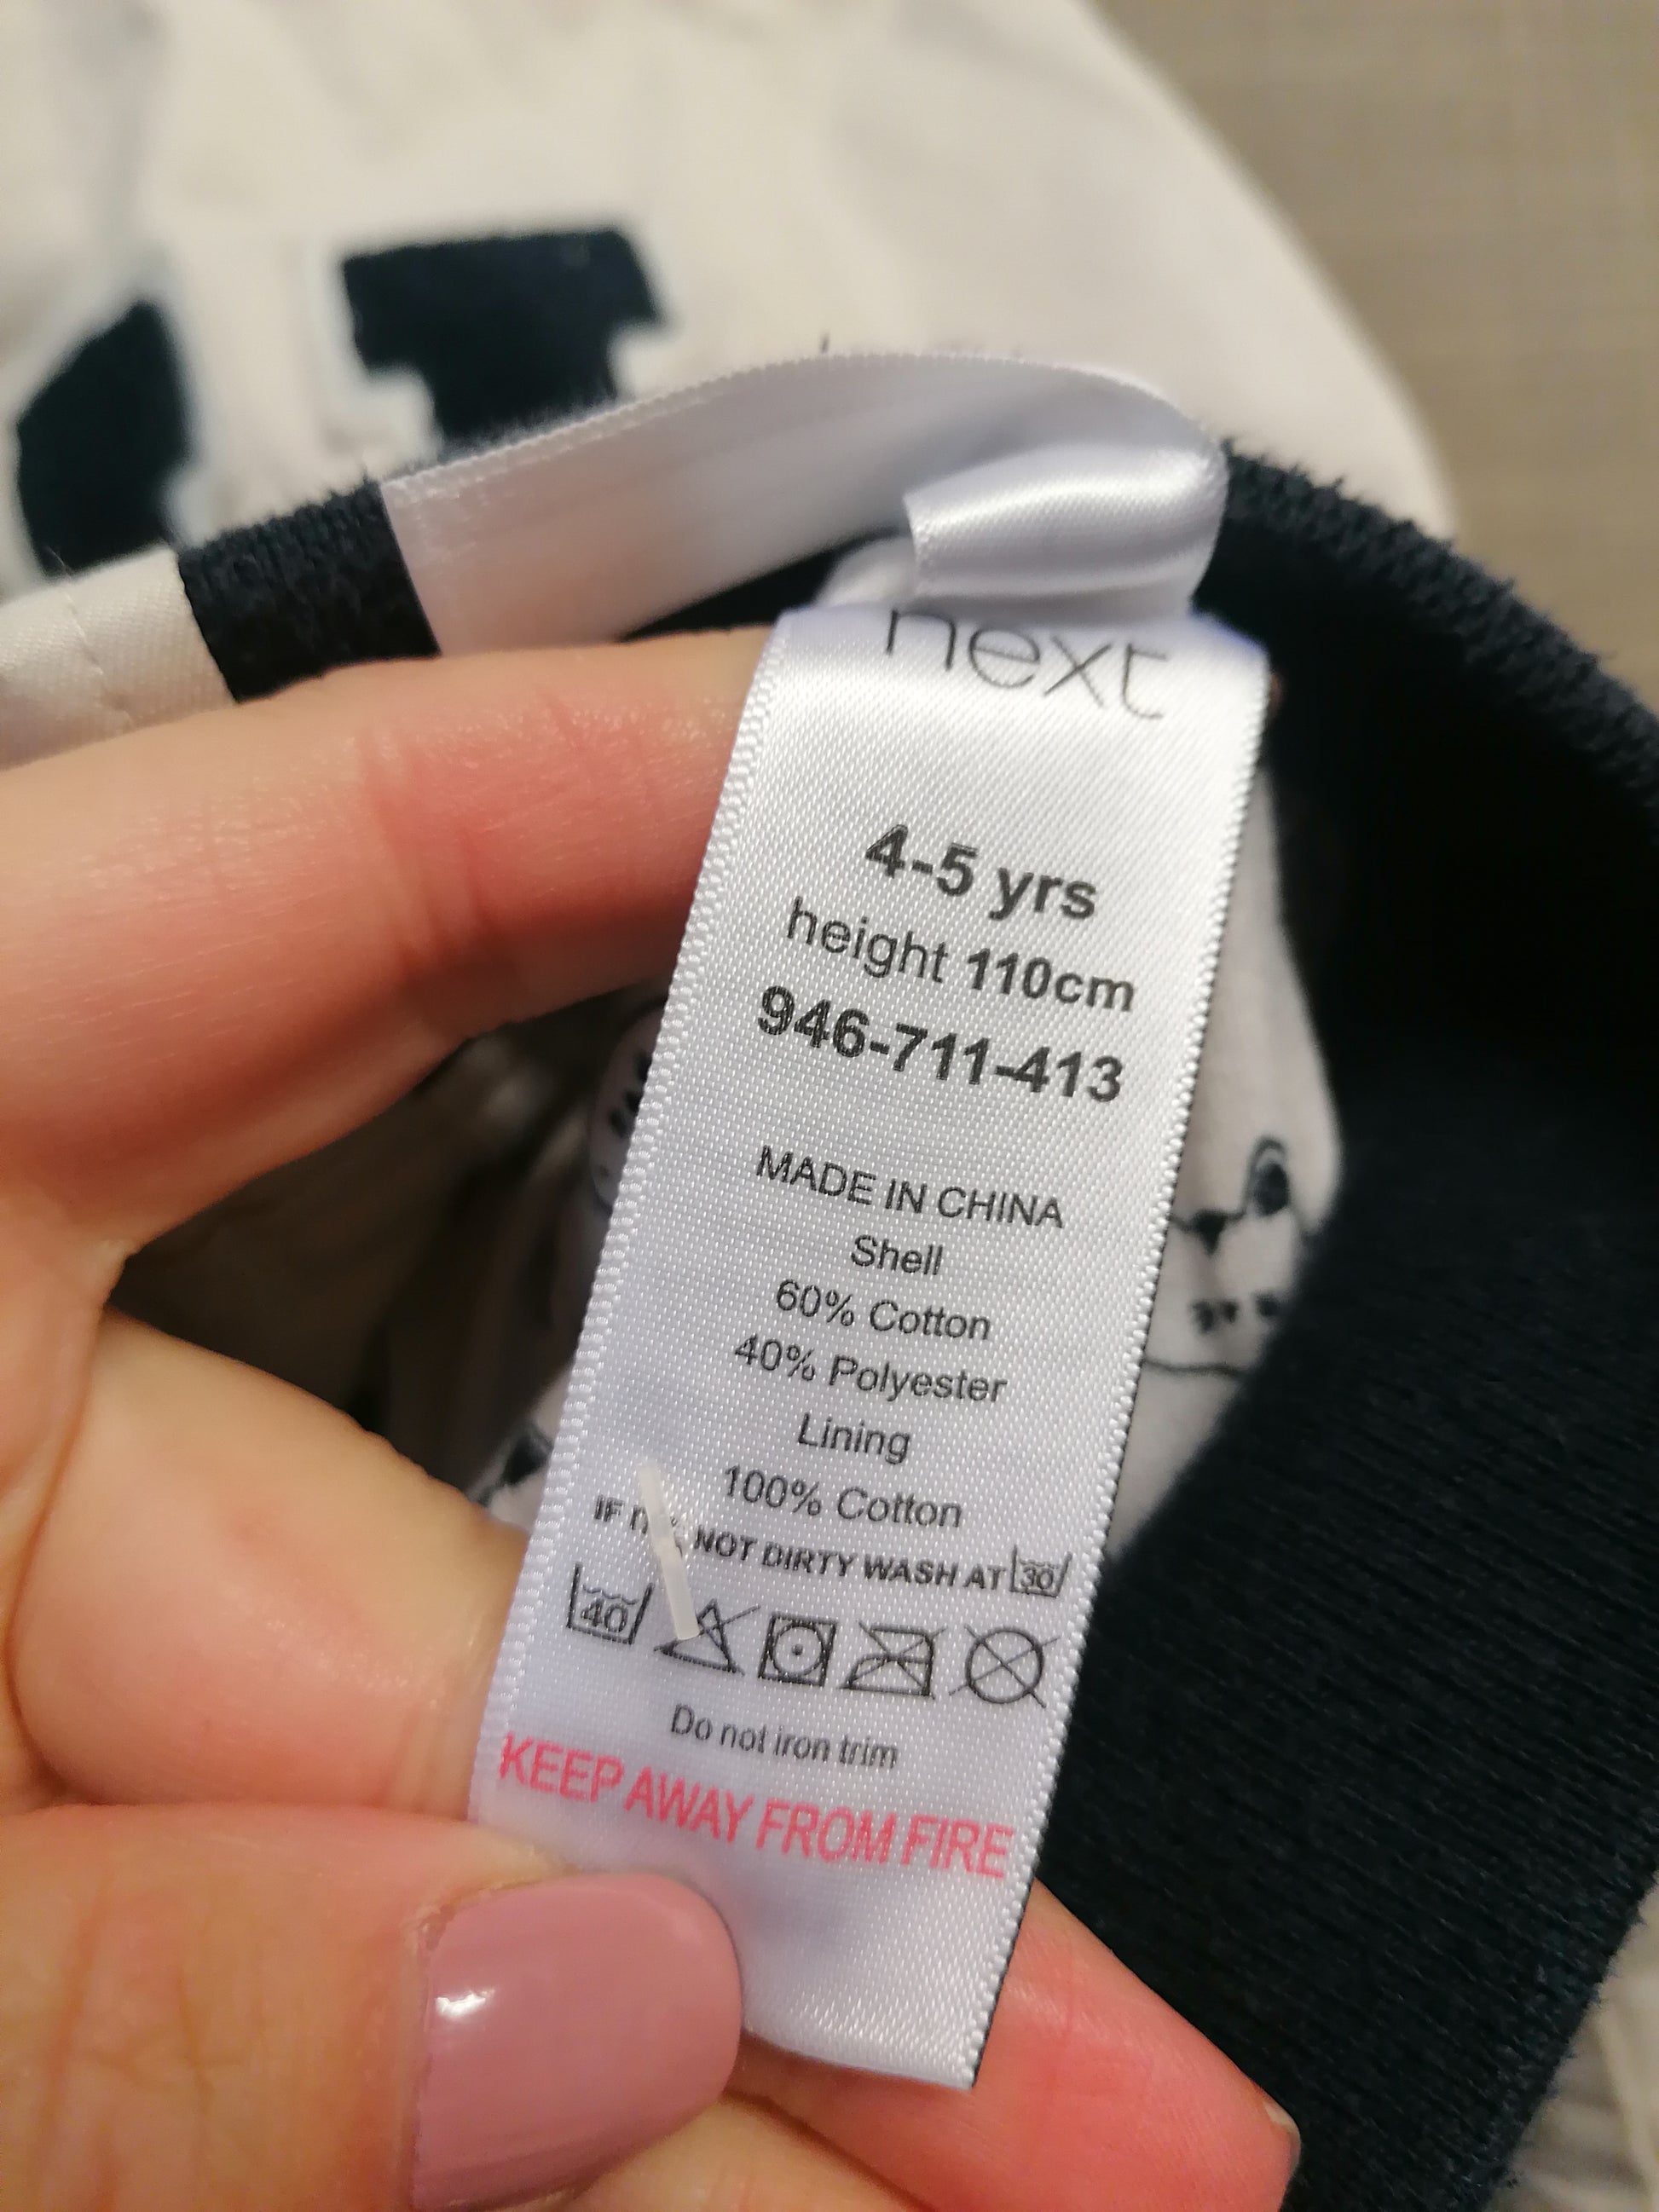 next
4-5 yrs
height 110cm
946-711-413
MADE IN CHINA
Shell
60% Cotton
40% Polyester
Lining
100% Cotton
IF NOT DIRTY WASH AT 30
40
Do not iron trim
KEEP AWAY FROM FIRE